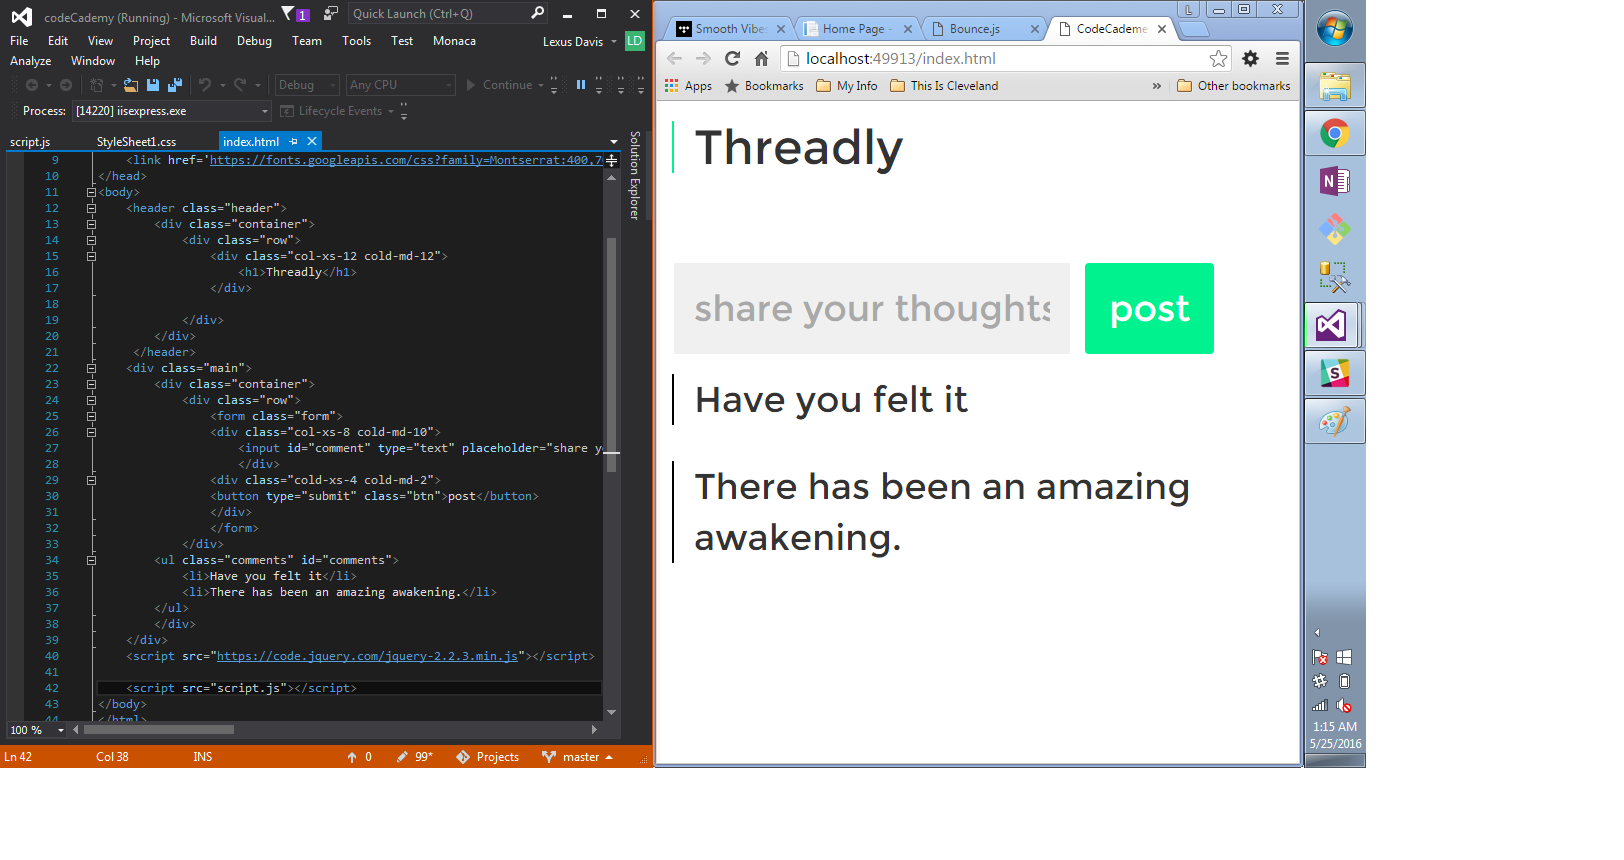 codeCademy (Running) - Microsoft Visual...
1
Quick Launch (Ctrl+Q)
File Edit View Project Build Debug Team Tools Test Monaca
Lexus Davis
LD
Analyze Window Help
Debug
Any CPU
Continue
Process: [14220] iisexpress.exe
Lifecycle Events
script.js
StyleSheet1.css
index.html
Solution Explorer
9 <link href='https://fonts.googleapis.com/css?family=Montserrat:400,7
10 </head>
11 <body>
12 <header class="header">
13 <div class="container">
14 <div class="row">
15 <div class="col-xs-12 cold-md-12">
16 <h1>Threadly</h1>
17 </div>
18
19 </div>
20 </div>
21 </header>
22 <div class="main">
23 <div class="container">
24 <div class="row">
25 <form class="form">
26 <div class="col-xs-8 cold-md-10">
27 <input id="comment" type="text" placeholder="share y
28 </div>
29 <div class="cold-xs-4 cold-md-2">
30 <button type="submit" class="btn">post</button>
31 </div>
32 </form>
33 </div>
34 <ul class="comments" id="comments">
35 <li>Have you felt it</li>
36 <li>There has been an amazing awakening.</li>
37 </ul>
38 </div>
39 </div>
40 <script src="https://code.jquery.com/jquery-2.2.3.min.js"></script>
41
42 <script src="script.js"></script>
43 </body>
44 </html>
100 %
Ln 42
Col 38
INS
0
99*
Projects
master
L
Smooth Vibe
Home Page -
Bounce.js
CodeCademe
localhost:49913/index.html
Apps
Bookmarks
My Info
This Is Cleveland
»
Other bookmarks
Threadly
share your thoughts
post
Have you felt it
There has been an amazing
awakening.
N
S
1:15 AM
5/25/2016